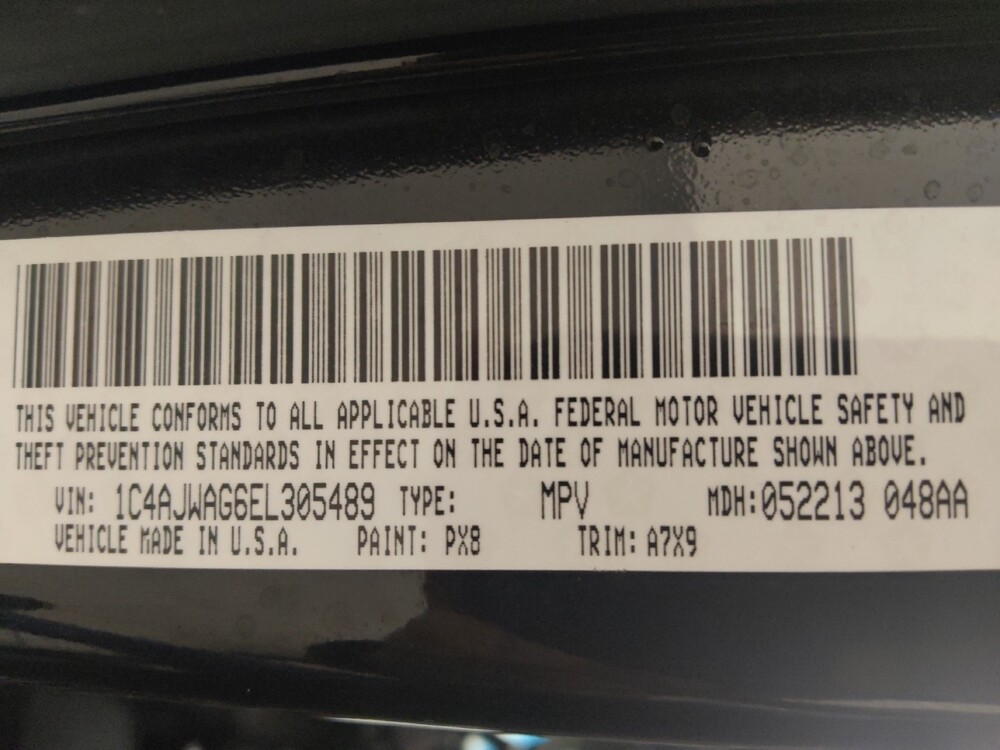 THIS VEHICLE CONFORMS TO ALL APPLICABLE U.S.A. FEDERAL MOTOR VEHICLE SAFETY AND
THEFT PREVENTION STANDARDS IN EFFECT ON THE DATE OF MANUFACTURE SHOWN ABOVE.
VIN: 1C4AJWAG6EL305489 TYPE: MPV MDH:052213 048AA
VEHICLE MADE IN U.S.A. PAINT: PX8 TRIM: A7X9